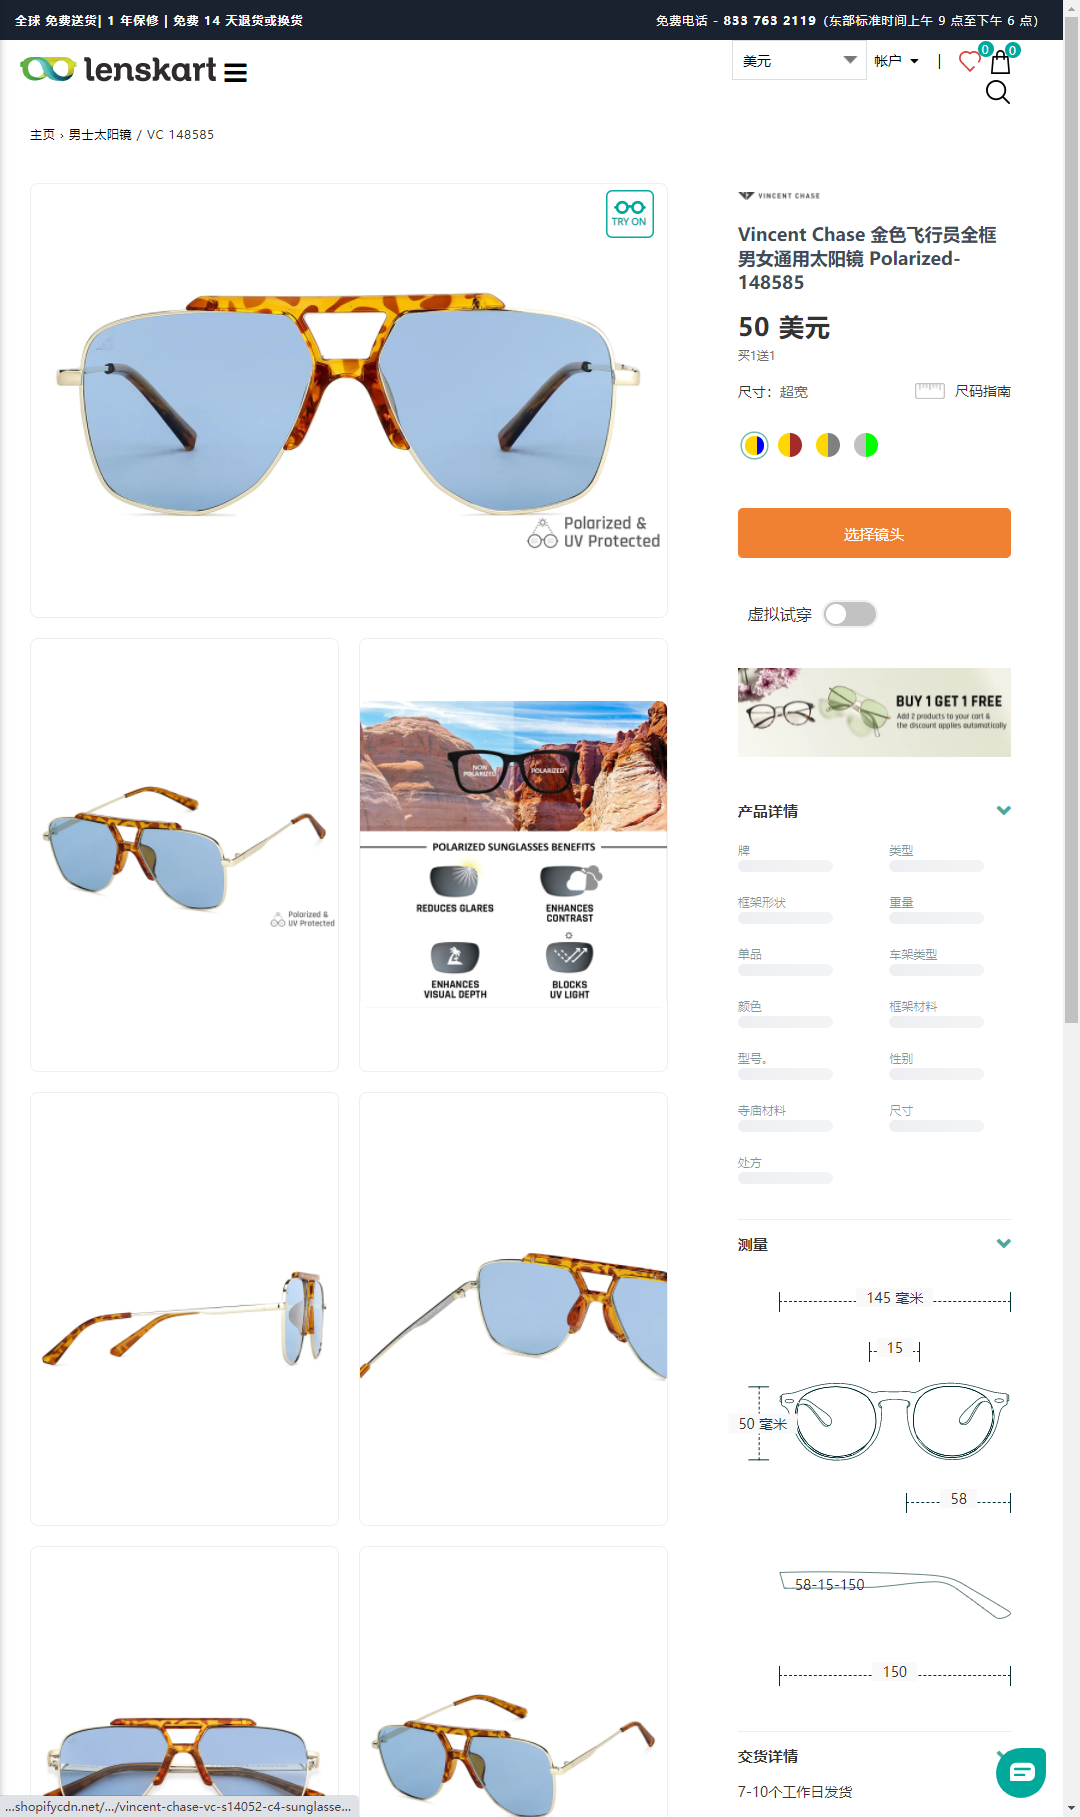 全球 免费送货| 1 年保修 | 免费 14 天退货或换货
免费电话 - 833 763 2119 (东部标准时间上午 9 点至下午 6 点)
lenskart
美元
帐户
|
0
0
主页 › 男士太阳镜 / VC 148585
TRY ON
Polarized &
UV Protected
VINCENT CHASE
Vincent Chase 金色飞行员全框
男女通用太阳镜 Polarized-
148585
50 美元
买1送1
尺寸：超宽
尺码指南
选择镜头
虚拟试穿
BUY 1 GET 1 FREE
Add 2 products to your cart &
the discount applies automatically
Polarized &
UV Protected
NON
POLARIZED
POLARIZED
POLARIZED SUNGLASSES BENEFITS
REDUCES GLARES
ENHANCES
CONTRAST
ENHANCES
VISUAL DEPTH
BLOCKS
UV LIGHT
产品详情
牌
类型
框架形状
重量
单品
车架类型
颜色
框架材料
型号。
性别
寺庙材料
尺寸
处方
测量
145 毫米
15
50 毫米
58
58-15-150
150
交货详情
7-10个工作日发货
...shopifycdn.net/.../vincent-chase-vc-s14052-c4-sunglasse...